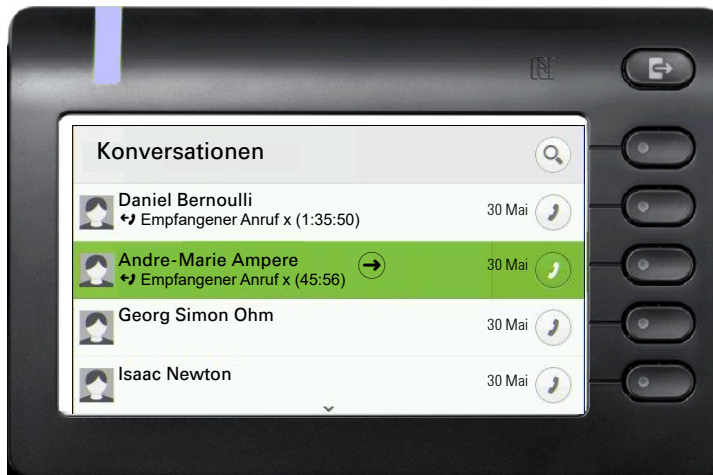 Konversationen
Daniel Bernoulli
Empfangener Anruf x (1:35:50)
30 Mai
Andre-Marie Ampere
Empfangener Anruf x (45:56)
30 Mai
Georg Simon Ohm
30 Mai
Isaac Newton
30 Mai